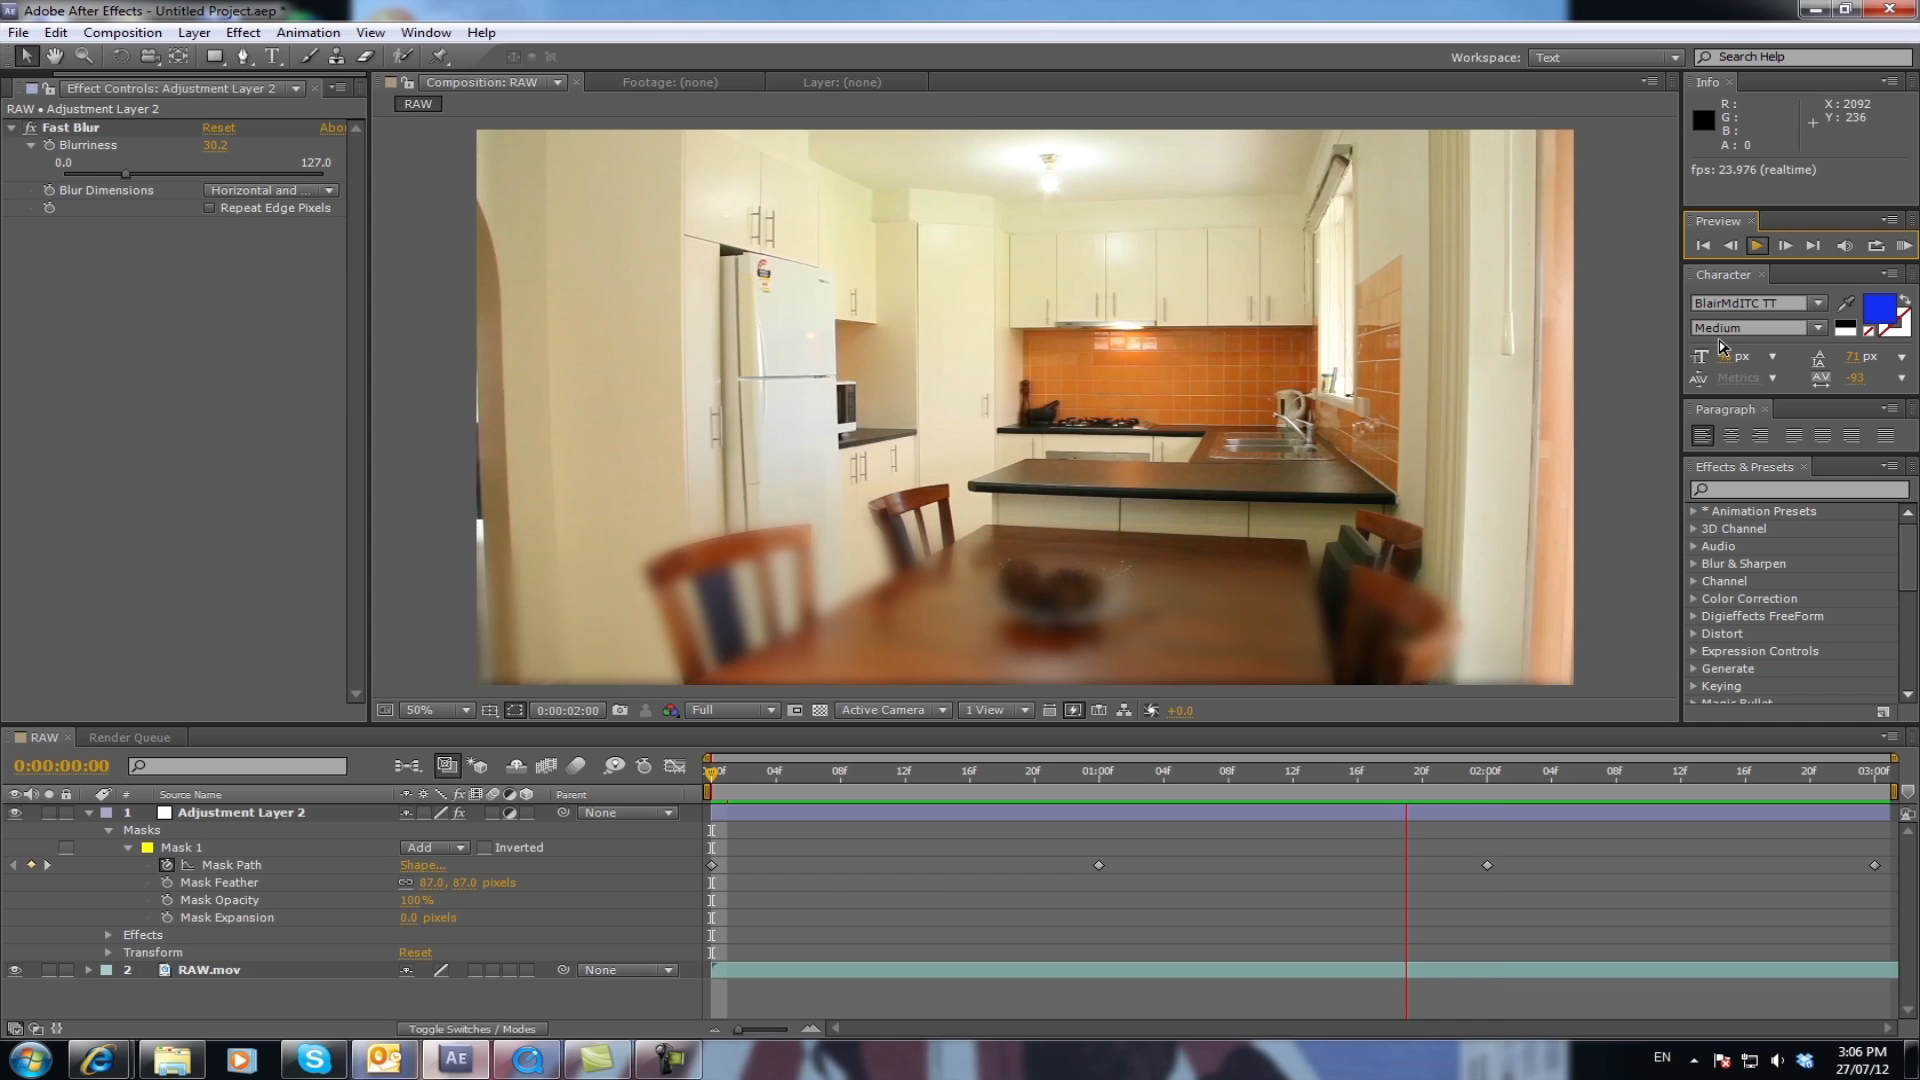 Adobe After Effects - Untitled Project.aep *
File Edit Composition Layer Effect Animation View Window Help
Workspace: Text
Search Help
Effect Controls: Adjustment Layer 2
RAW • Adjustment Layer 2
Fast Blur Reset Abo
Blurriness 30.2
0.0 127.0
Blur Dimensions Horizontal and ...
Repeat Edge Pixels
Composition: RAW
Footage: (none)
Layer: (none)
RAW
50% 0:00:02:00 Full Active Camera 1 View +0.0
Info
R :
G :
B :
A : 0
X : 2092
Y : 236
fps: 23.976 (realtime)
Preview
Character
BlairMdITC TT
Medium
px 71 px
Metrics -93
Paragraph
Effects & Presets
* Animation Presets
3D Channel
Audio
Blur & Sharpen
Channel
Color Correction
Digieffects FreeForm
Distort
Expression Controls
Generate
Keying
Magic Bullet
RAW Render Queue
0:00:00:00
04f 08f 12f 16f 20f 01:00f 04f 08f 12f 16f 20f 02:00f 04f 08f 12f 16f 20f 03:00f
# Source Name Parent
1 Adjustment Layer 2 None
Masks
Mask 1 Add Inverted
Mask Path Shape...
Mask Feather 87.0, 87.0 pixels
Mask Opacity 100%
Mask Expansion 0.0 pixels
Effects
Transform Reset
2 RAW.mov None
Toggle Switches / Modes
AE
EN
3:06 PM
27/07/12